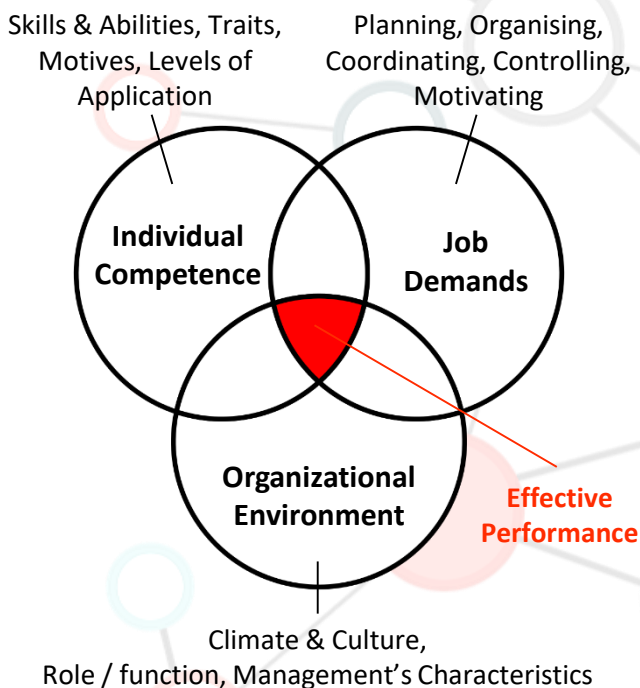 Skills & Abilities, Traits,
Motives, Levels of
Application
Planning, Organising,
Coordinating, Controlling,
Motivating
Individual
Competence
Job
Demands
Organizational
Environment
Effective
Performance
Climate & Culture,
Role / function, Management’s Characteristics